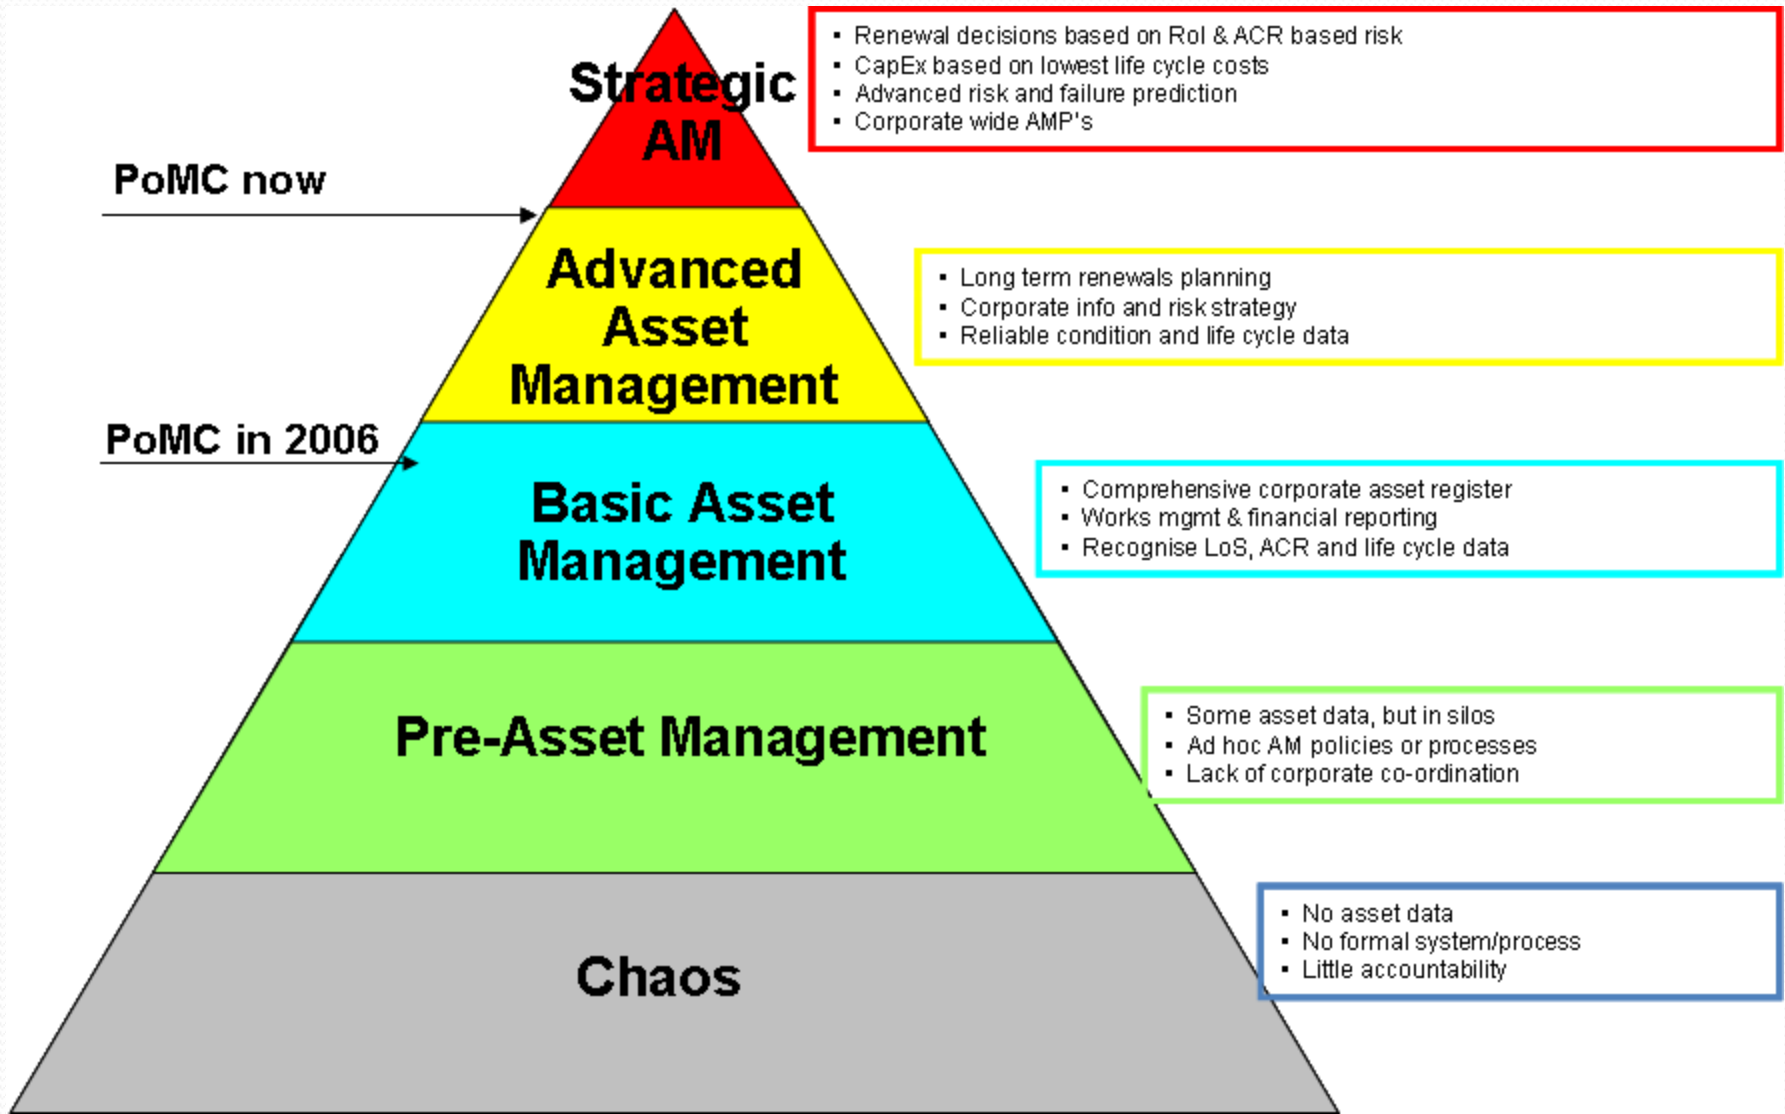 Strategic
AM
▪ Renewal decisions based on RoI & ACR based risk
▪ CapEx based on lowest life cycle costs
▪ Advanced risk and failure prediction
▪ Corporate wide AMP's
PoMC now
Advanced
Asset
Management
▪ Long term renewals planning
▪ Corporate info and risk strategy
▪ Reliable condition and life cycle data
PoMC in 2006
Basic Asset
Management
▪ Comprehensive corporate asset register
▪ Works mgmt & financial reporting
▪ Recognise LoS, ACR and life cycle data
Pre-Asset Management
▪ Some asset data, but in silos
▪ Ad hoc AM policies or processes
▪ Lack of corporate co-ordination
Chaos
▪ No asset data
▪ No formal system/process
▪ Little accountability